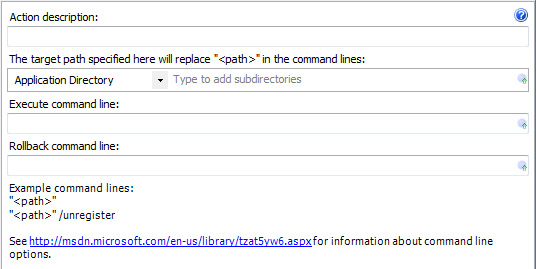 Action description:
The target path specified here will replace "<path>" in the command lines:
Application Directory Type to add subdirectories
Execute command line:
Rollback command line:
Example command lines:
"<path>"
"<path>" /unregister
See http://msdn.microsoft.com/en-us/library/tzat5yw6.aspx for information about command line
options.